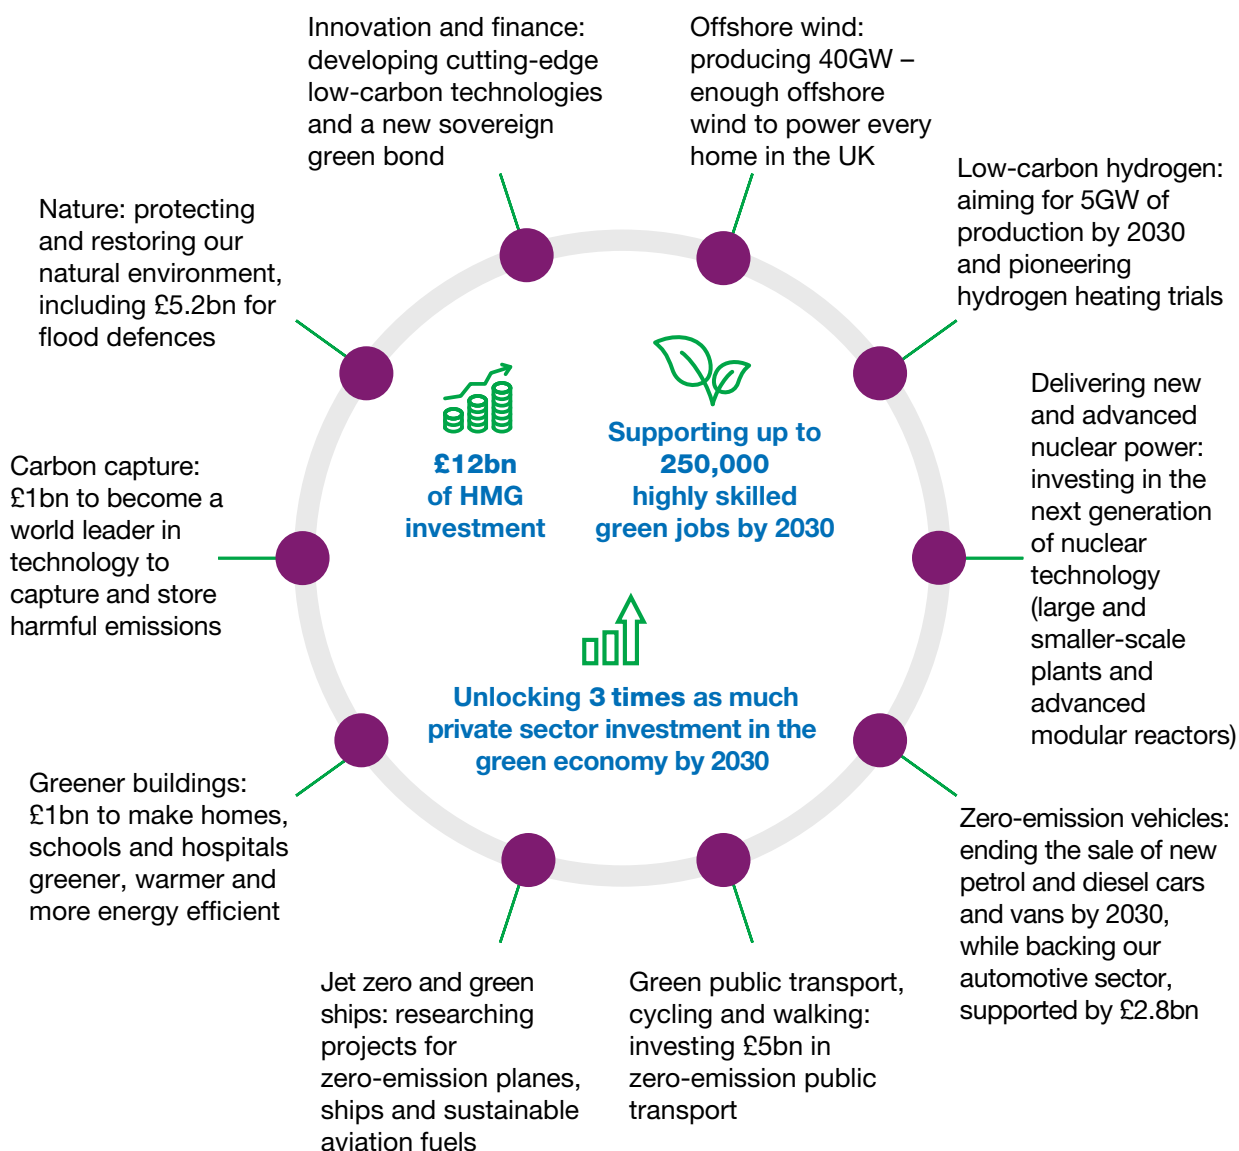 Innovation and finance:
developing cutting-edge
low-carbon technologies
and a new sovereign
green bond
Offshore wind:
producing 40GW –
enough offshore
wind to power every
home in the UK
Low-carbon hydrogen:
aiming for 5GW of
production by 2030
and pioneering
hydrogen heating trials
Nature: protecting
and restoring our
natural environment,
including £5.2bn for
flood defences
Delivering new
and advanced
nuclear power:
investing in the
next generation
of nuclear
technology
(large and
smaller-scale
plants and
advanced
modular reactors)
Carbon capture:
£1bn to become a
world leader in
technology to
capture and store
harmful emissions
£12bn
of HMG
investment
Supporting up to
250,000
highly skilled
green jobs by 2030
Unlocking 3 times as much
private sector investment in the
green economy by 2030
Greener buildings:
£1bn to make homes,
schools and hospitals
greener, warmer and
more energy efficient
Zero-emission vehicles:
ending the sale of new
petrol and diesel cars
and vans by 2030,
while backing our
automotive sector,
supported by £2.8bn
Jet zero and green
ships: researching
projects for
zero-emission planes,
ships and sustainable
aviation fuels
Green public transport,
cycling and walking:
investing £5bn in
zero-emission public
transport